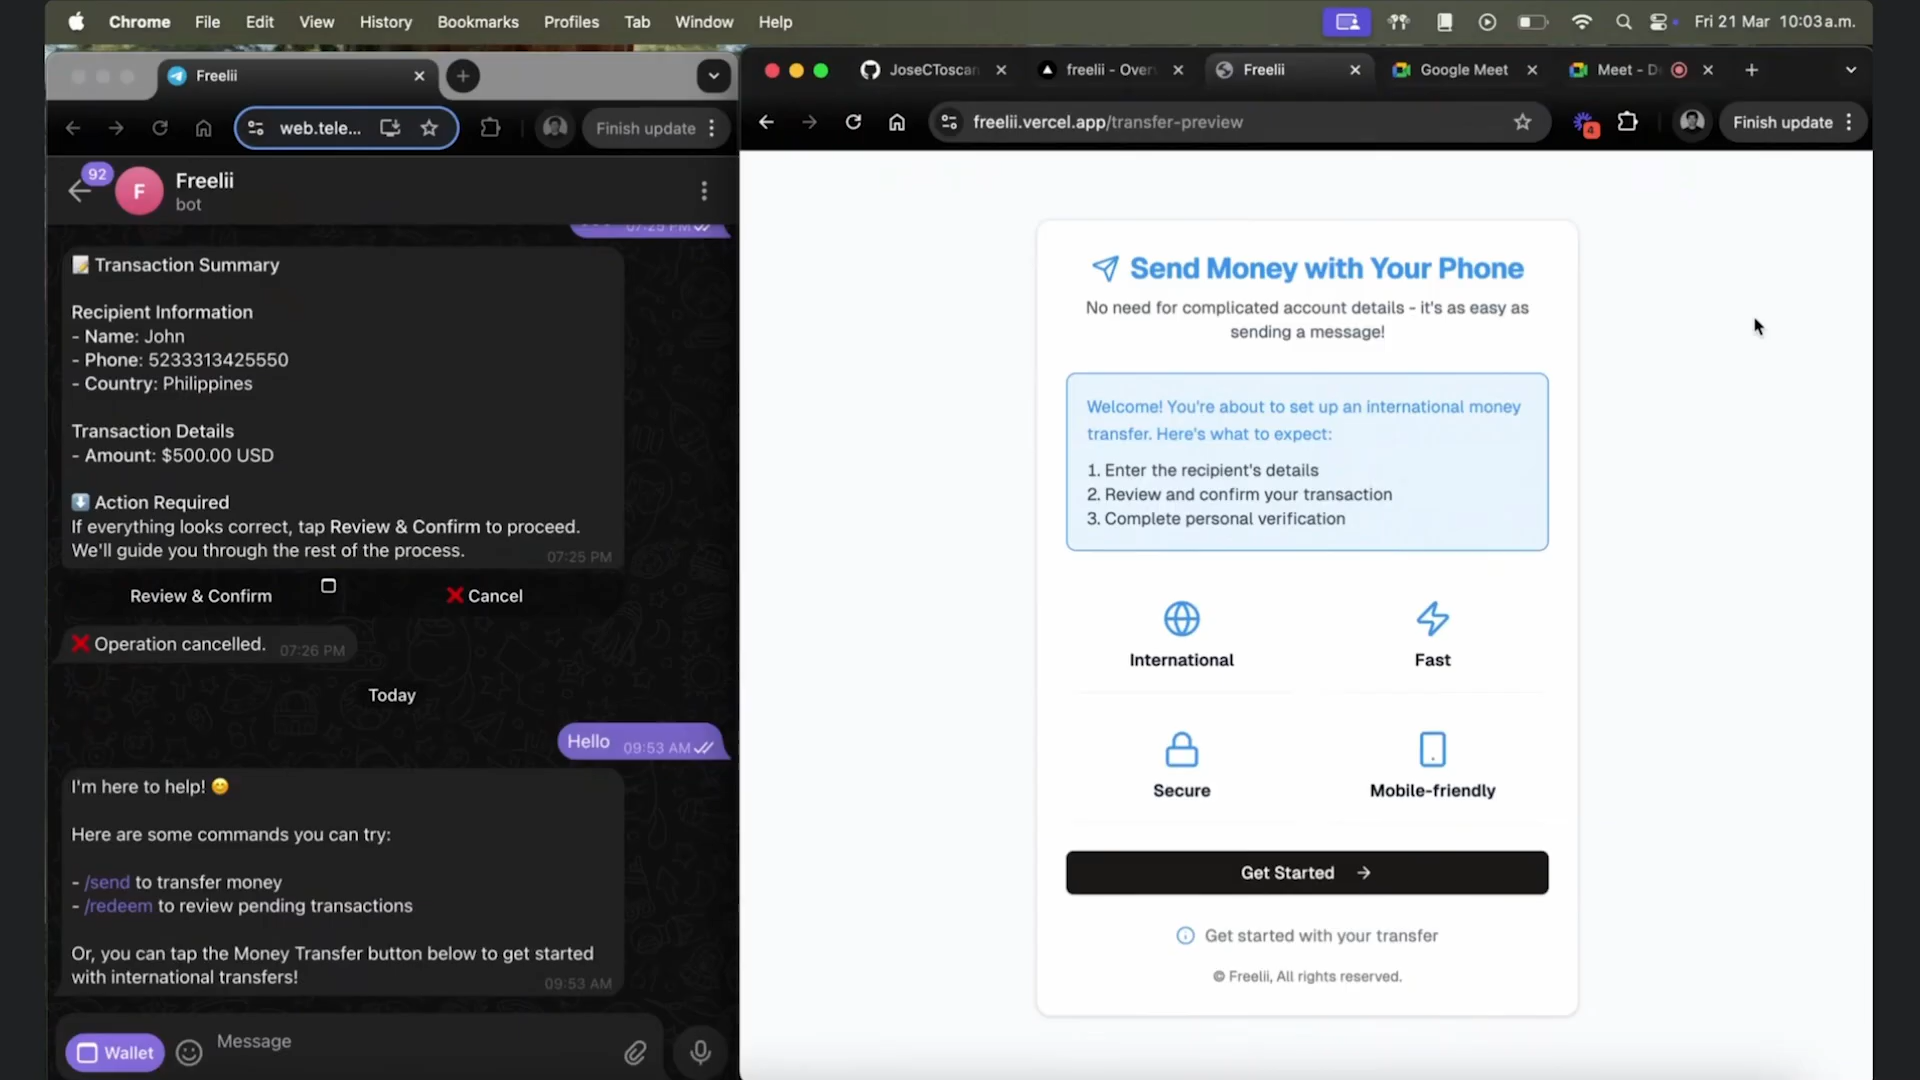 Chrome File Edit View History Bookmarks Profiles Tab Window Help
Fri 21 Mar 10:03 a.m.
Freelii
web.tele...
Finish update
92
F
Freelii
bot
07:25 PM
📝 Transaction Summary
Recipient Information
- Name: John
- Phone: 5233313425550
- Country: Philippines
Transaction Details
- Amount: $500.00 USD
⬇️ Action Required
If everything looks correct, tap Review & Confirm to proceed.
We'll guide you through the rest of the process.
07:25 PM
Review & Confirm
❌ Cancel
❌ Operation cancelled. 07:26 PM
Today
Hello 09:53 AM
I'm here to help! 😊
Here are some commands you can try:
- /send to transfer money
- /redeem to review pending transactions
Or, you can tap the Money Transfer button below to get started
with international transfers!
09:53 AM
Wallet
Message
JoseCToscan
freelii - Over
Freelii
Google Meet
Meet - D
freelii.vercel.app/transfer-preview
4
Finish update
Send Money with Your Phone
No need for complicated account details - it's as easy as
sending a message!
Welcome! You're about to set up an international money
transfer. Here's what to expect:
1. Enter the recipient's details
2. Review and confirm your transaction
3. Complete personal verification
International
Fast
Secure
Mobile-friendly
Get Started →
Get started with your transfer
© Freelii, All rights reserved.